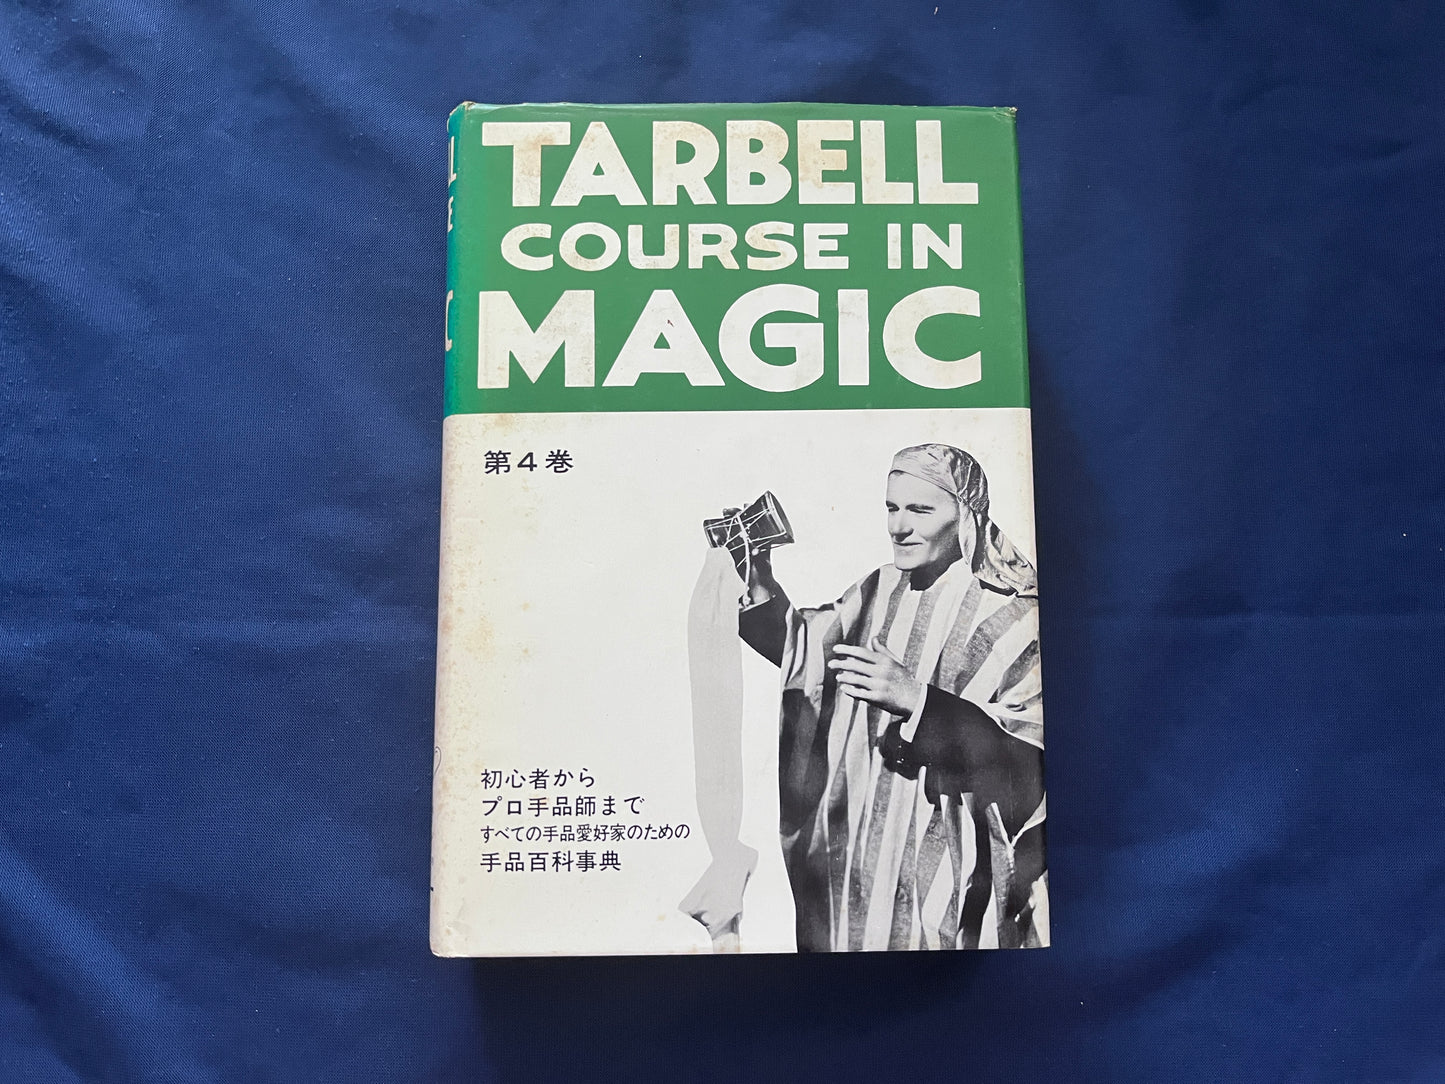 TARBELL
COURSE IN
MAGIC
第4巻
初心者から
プロ手品師まで
すべての手品愛好家のための
手品百科事典